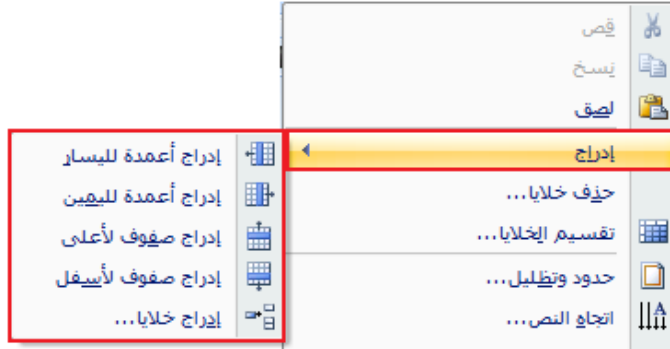 قص
نسخ
لصق
إدراج
حذف خلايا...
تقسيم الخلايا...
حدود وتظليل...
اتجاه النص...
إدراج أعمدة لليسار
إدراج أعمدة لليمين
إدراج صفوف لأعلى
إدراج صفوف لأسفل
إدراج خلايا...